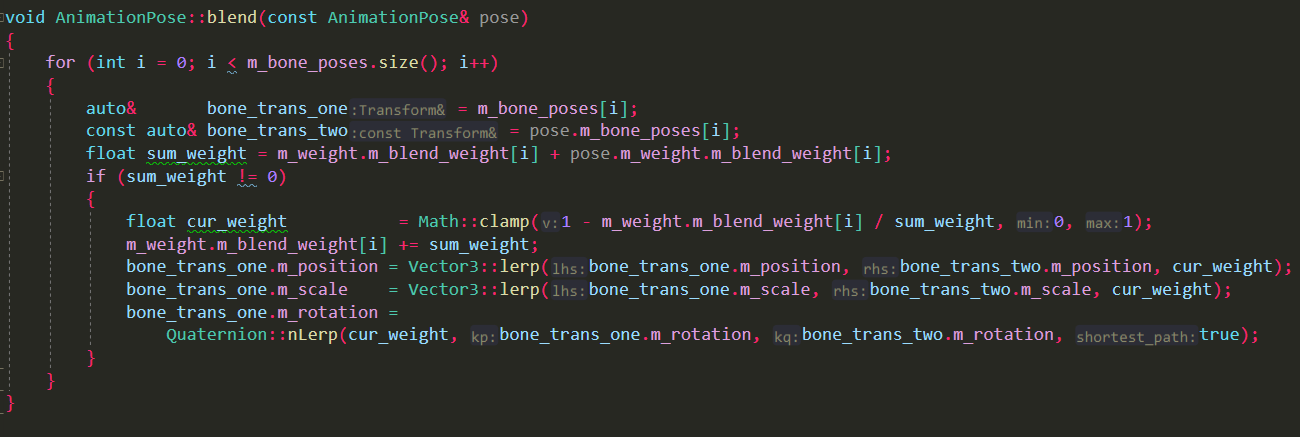 void AnimationPose::blend(const AnimationPose& pose)
{
    for (int i = 0; i < m_bone_poses.size(); i++)
    {
        auto&       bone_trans_one:Transform& = m_bone_poses[i];
        const auto& bone_trans_two:const Transform& = pose.m_bone_poses[i];
        float sum_weight = m_weight.m_blend_weight[i] + pose.m_weight.m_blend_weight[i];
        if (sum_weight != 0)
        {
            float cur_weight           = Math::clamp(v:1 - m_weight.m_blend_weight[i] / sum_weight, min:0, max:1);
            m_weight.m_blend_weight[i] += sum_weight;
            bone_trans_one.m_position = Vector3::lerp(lhs:bone_trans_one.m_position, rhs:bone_trans_two.m_position, cur_weight);
            bone_trans_one.m_scale    = Vector3::lerp(lhs:bone_trans_one.m_scale, rhs:bone_trans_two.m_scale, cur_weight);
            bone_trans_one.m_rotation =
                Quaternion::nLerp(cur_weight, kp:bone_trans_one.m_rotation, kq:bone_trans_two.m_rotation, shortest_path:true);
        }
    }
}